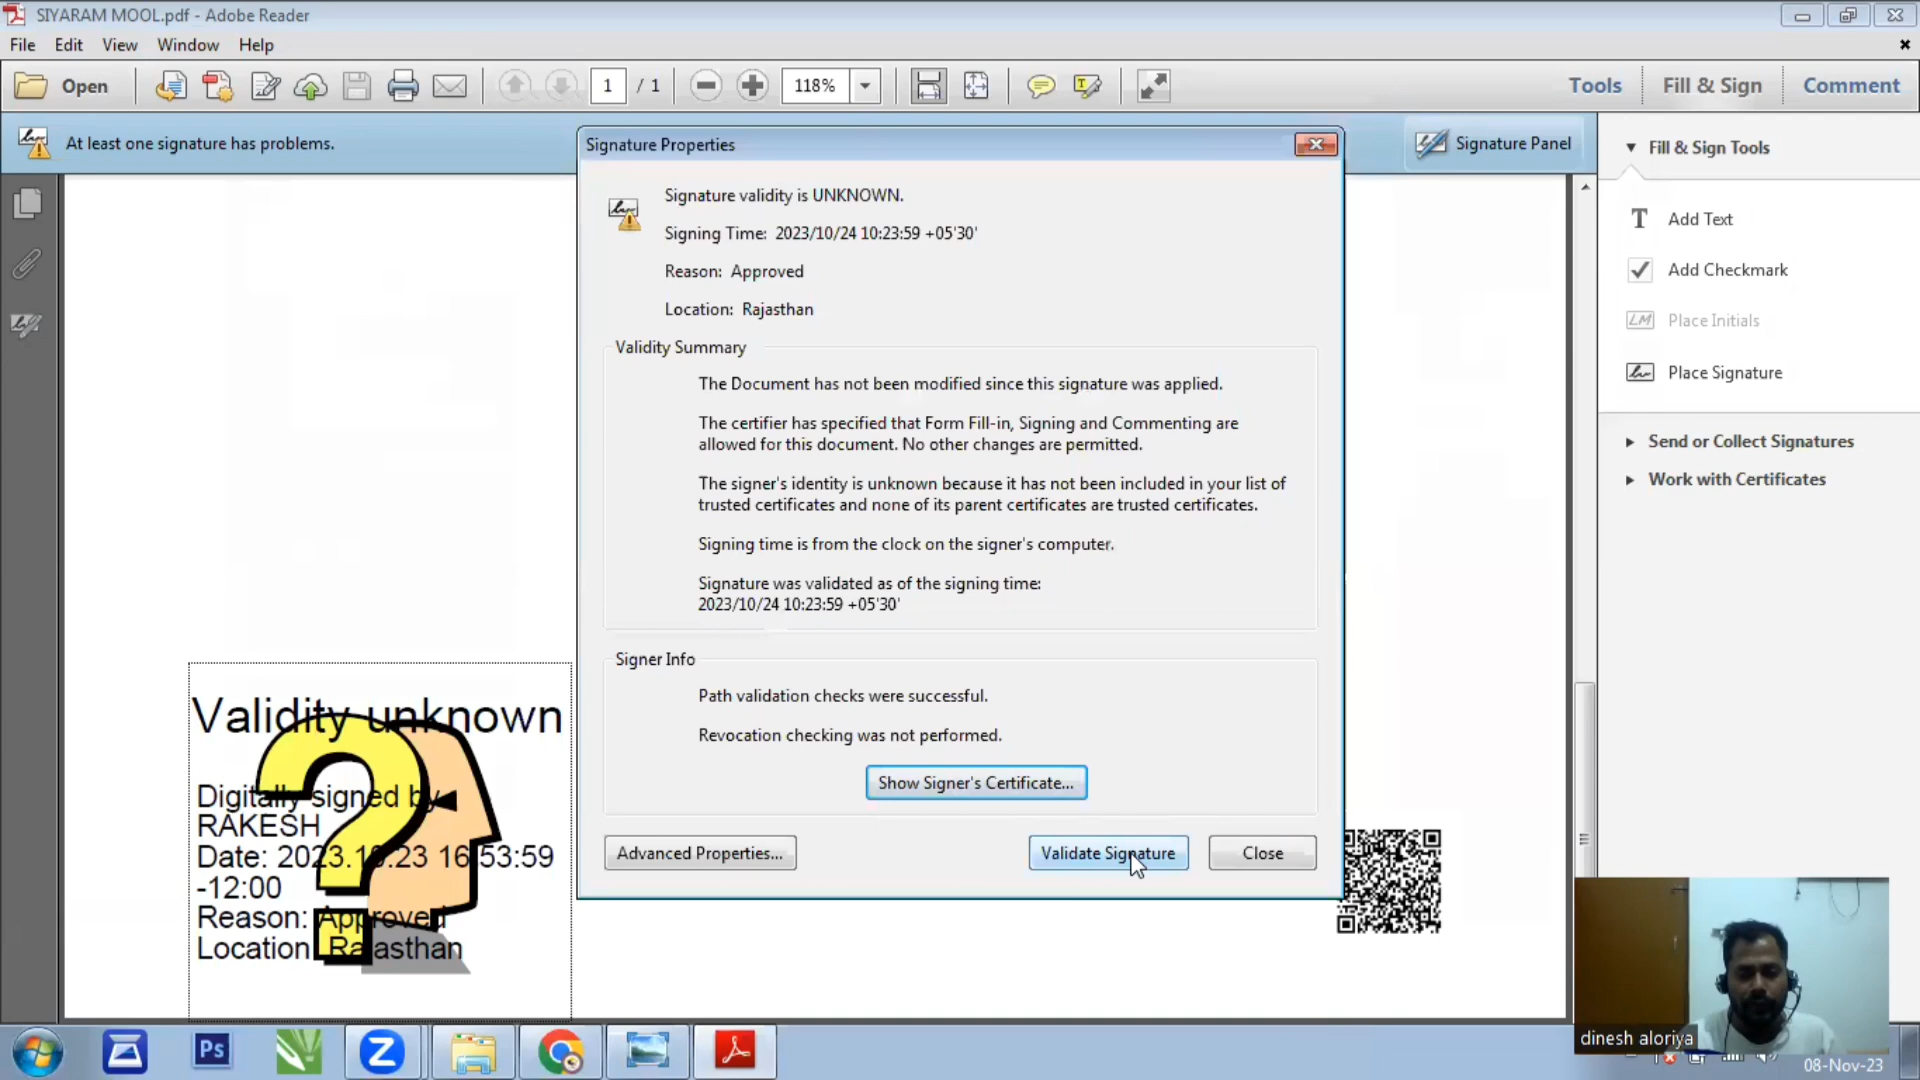 SIYARAM MOOL.pdf - Adobe Reader
File Edit View Window Help
Open 1 / 1 118% Tools Fill & Sign Comment
At least one signature has problems.
Signature Panel
Signature Properties
Signature validity is UNKNOWN.
Signing Time: 2023/10/24 10:23:59 +05'30'
Reason: Approved
Location: Rajasthan
Validity Summary
The Document has not been modified since this signature was applied.
The certifier has specified that Form Fill-in, Signing and Commenting are
allowed for this document. No other changes are permitted.
The signer's identity is unknown because it has not been included in your list of
trusted certificates and none of its parent certificates are trusted certificates.
Signing time is from the clock on the signer's computer.
Signature was validated as of the signing time:
2023/10/24 10:23:59 +05'30'
Signer Info
Path validation checks were successful.
Revocation checking was not performed.
Show Signer's Certificate...
Advanced Properties... Validate Signature Close
Fill & Sign Tools
T Add Text
Add Checkmark
LM Place Initials
Place Signature
Send or Collect Signatures
Work with Certificates
Validity unknown
Digitally signed by
RAKESH
Date: 2023.10.23 16:53:59
-12:00
Reason: Approved
Location: Rajasthan
dinesh aloriya
Ps
Z
08-Nov-23